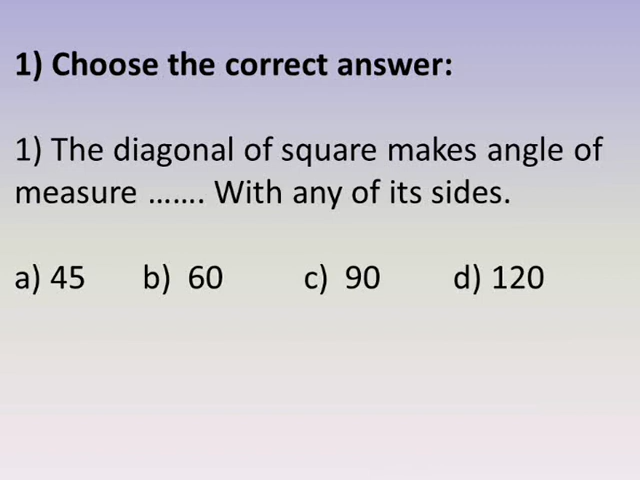 1) Choose the correct answer:
1) The diagonal of square makes angle of
measure ....... With any of its sides.
a) 45 b) 60 c) 90 d) 120